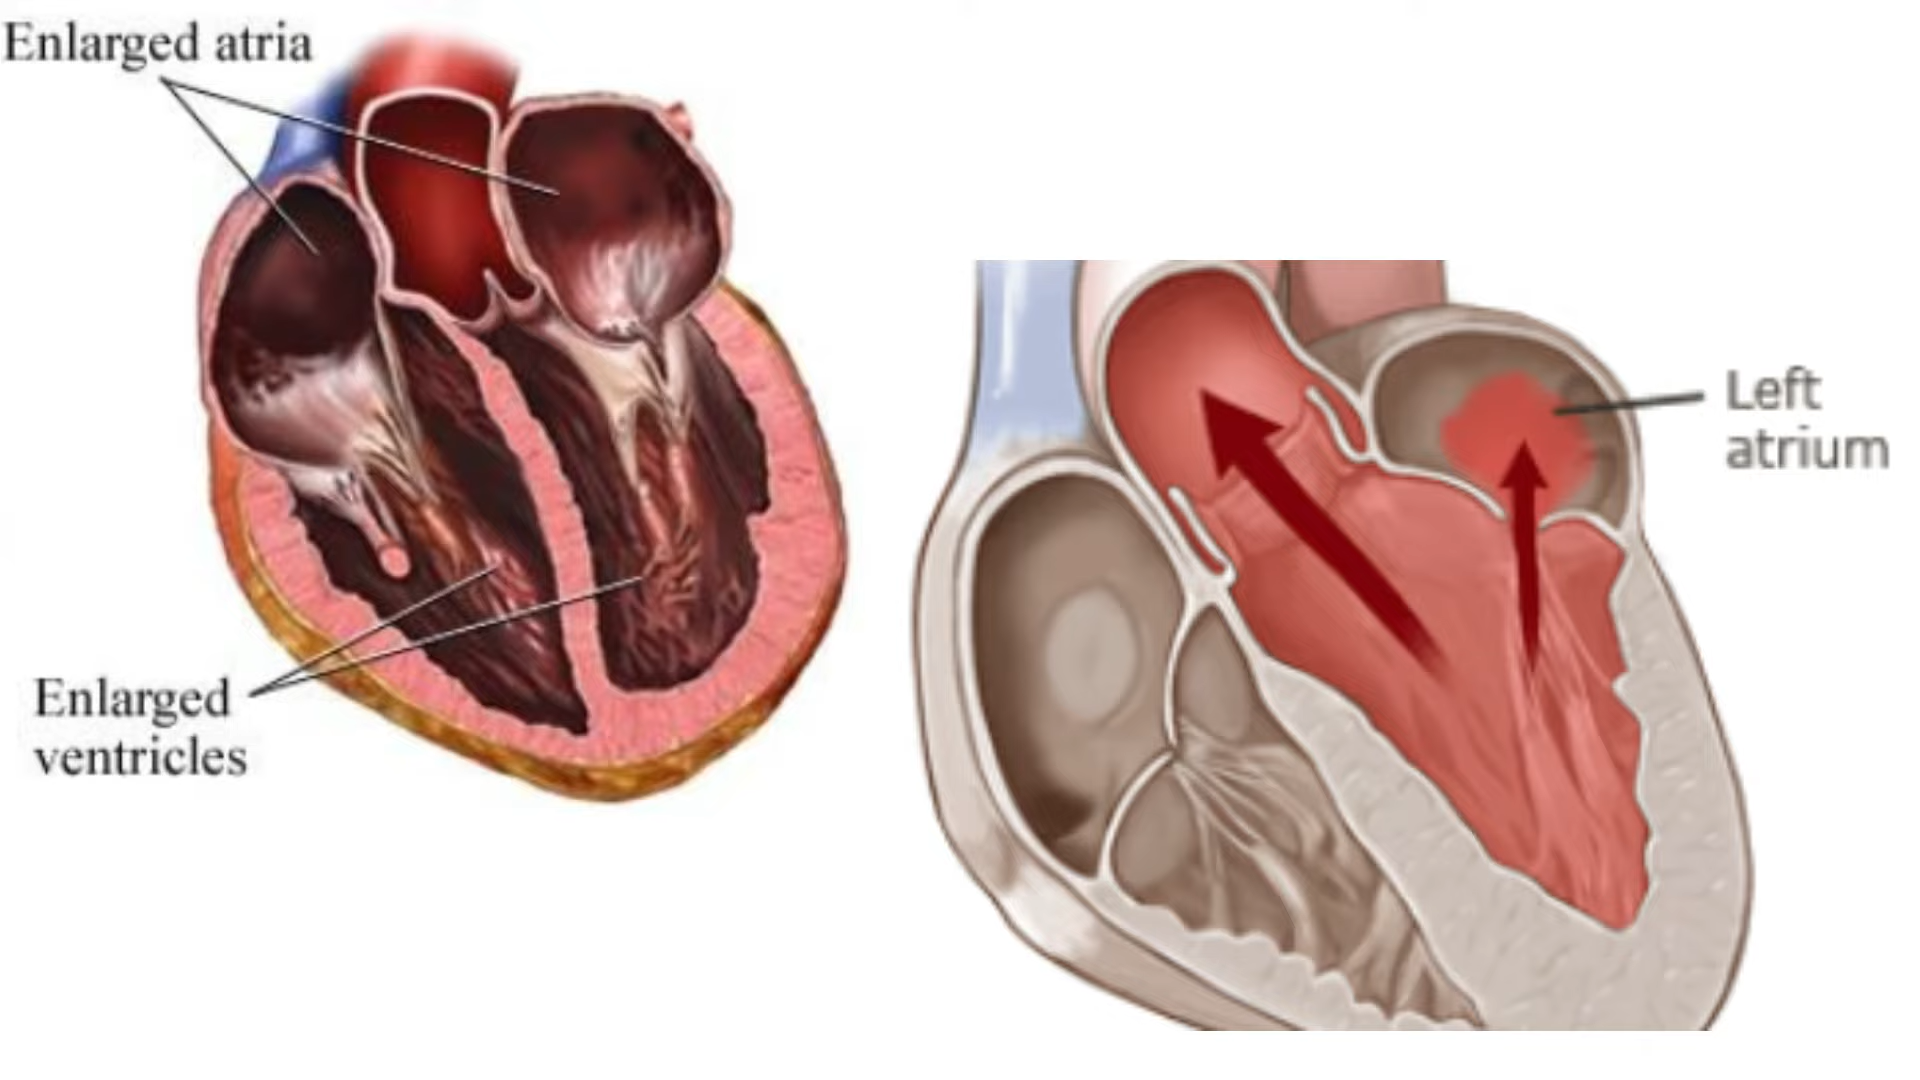 Enlarged atria
Enlarged
ventricles
Left
atrium